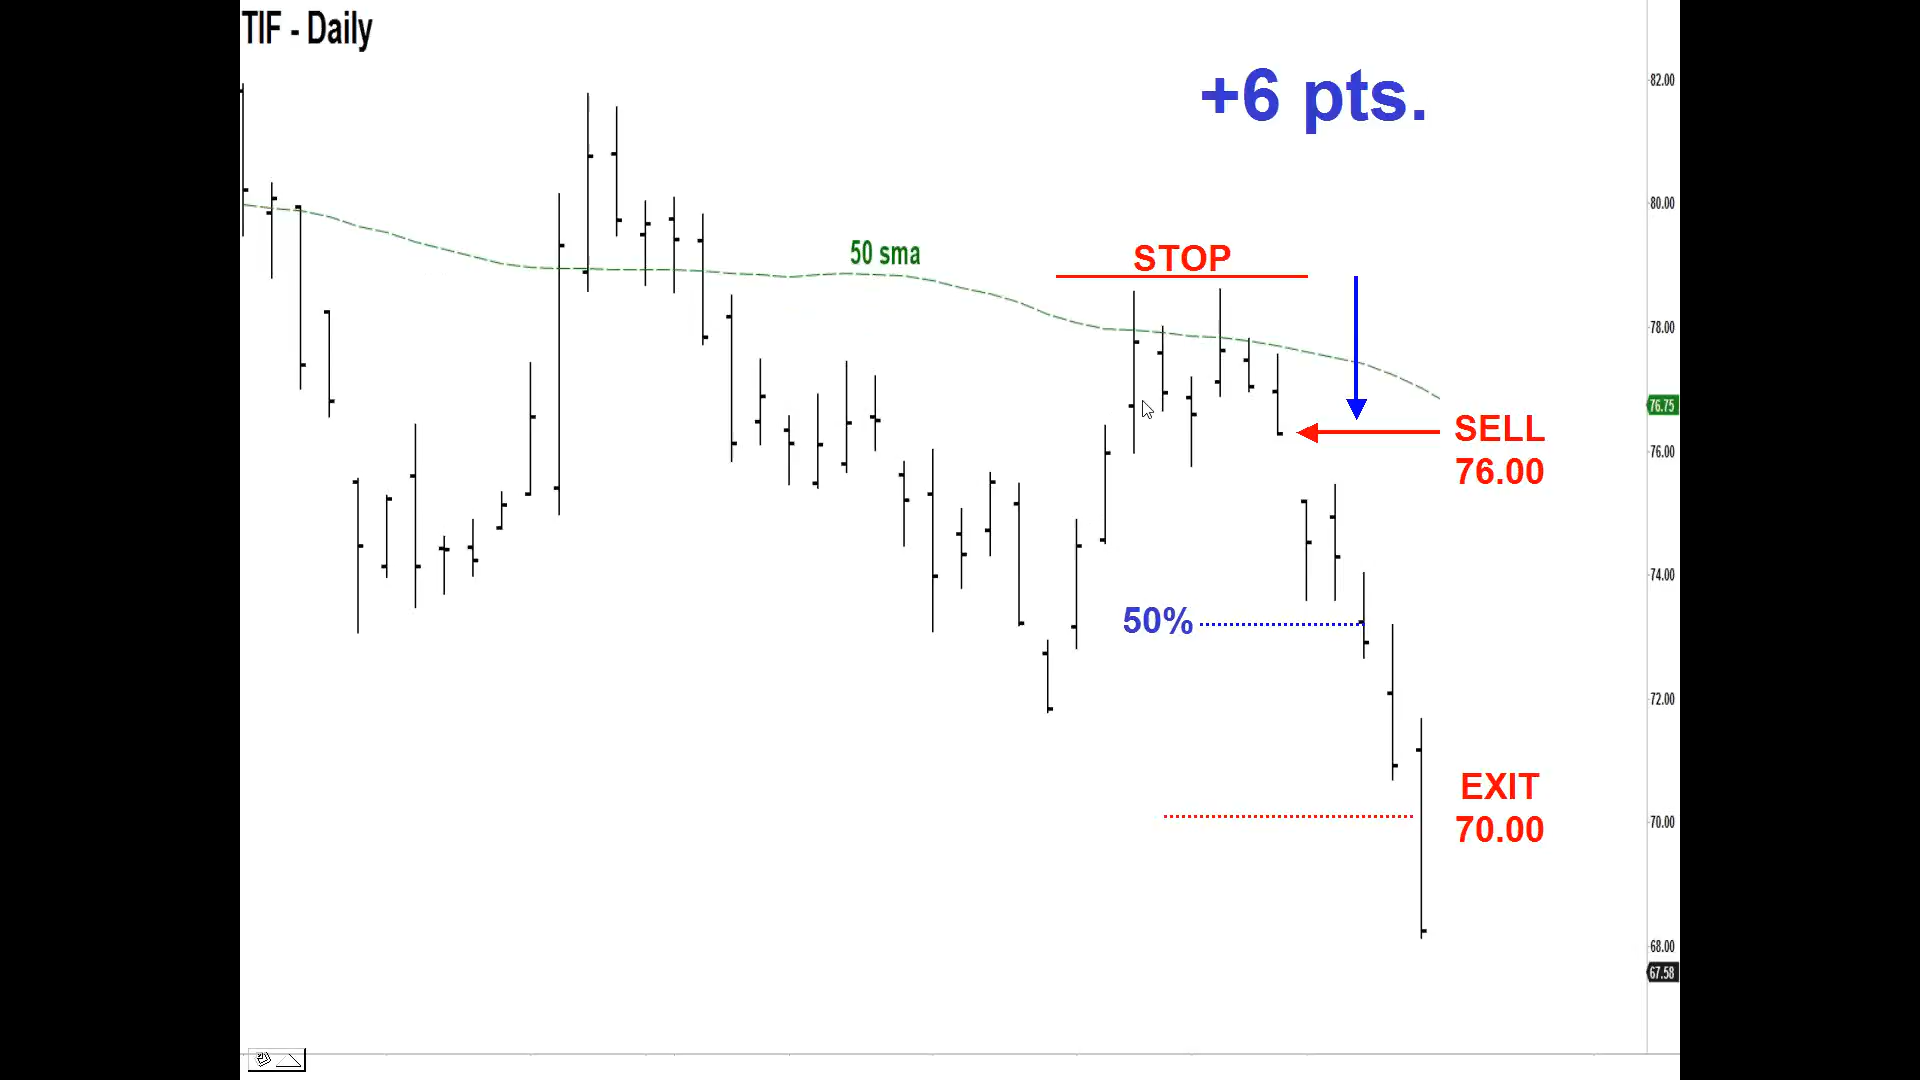 TIF - Daily
+6 pts.
82.00
80.00
50 sma
STOP
78.00
76.75
SELL
76.00
76.00
74.00
50%
72.00
EXIT
70.00
70.00
68.00
67.58